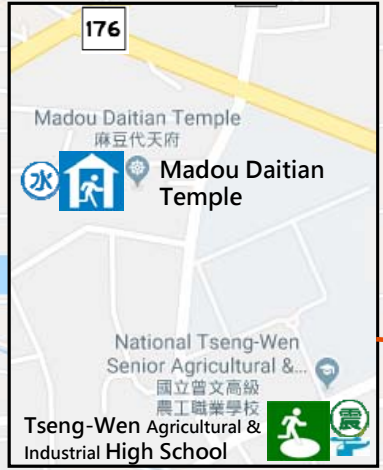 176
Madou Daitian Temple
麻豆代天府
水
Madou Daitian
Temple
National Tseng-Wen
Senior Agricultural &...
國立曾文高級
農工職業學校
Tseng-Wen Agricultural &
Industrial High School
震